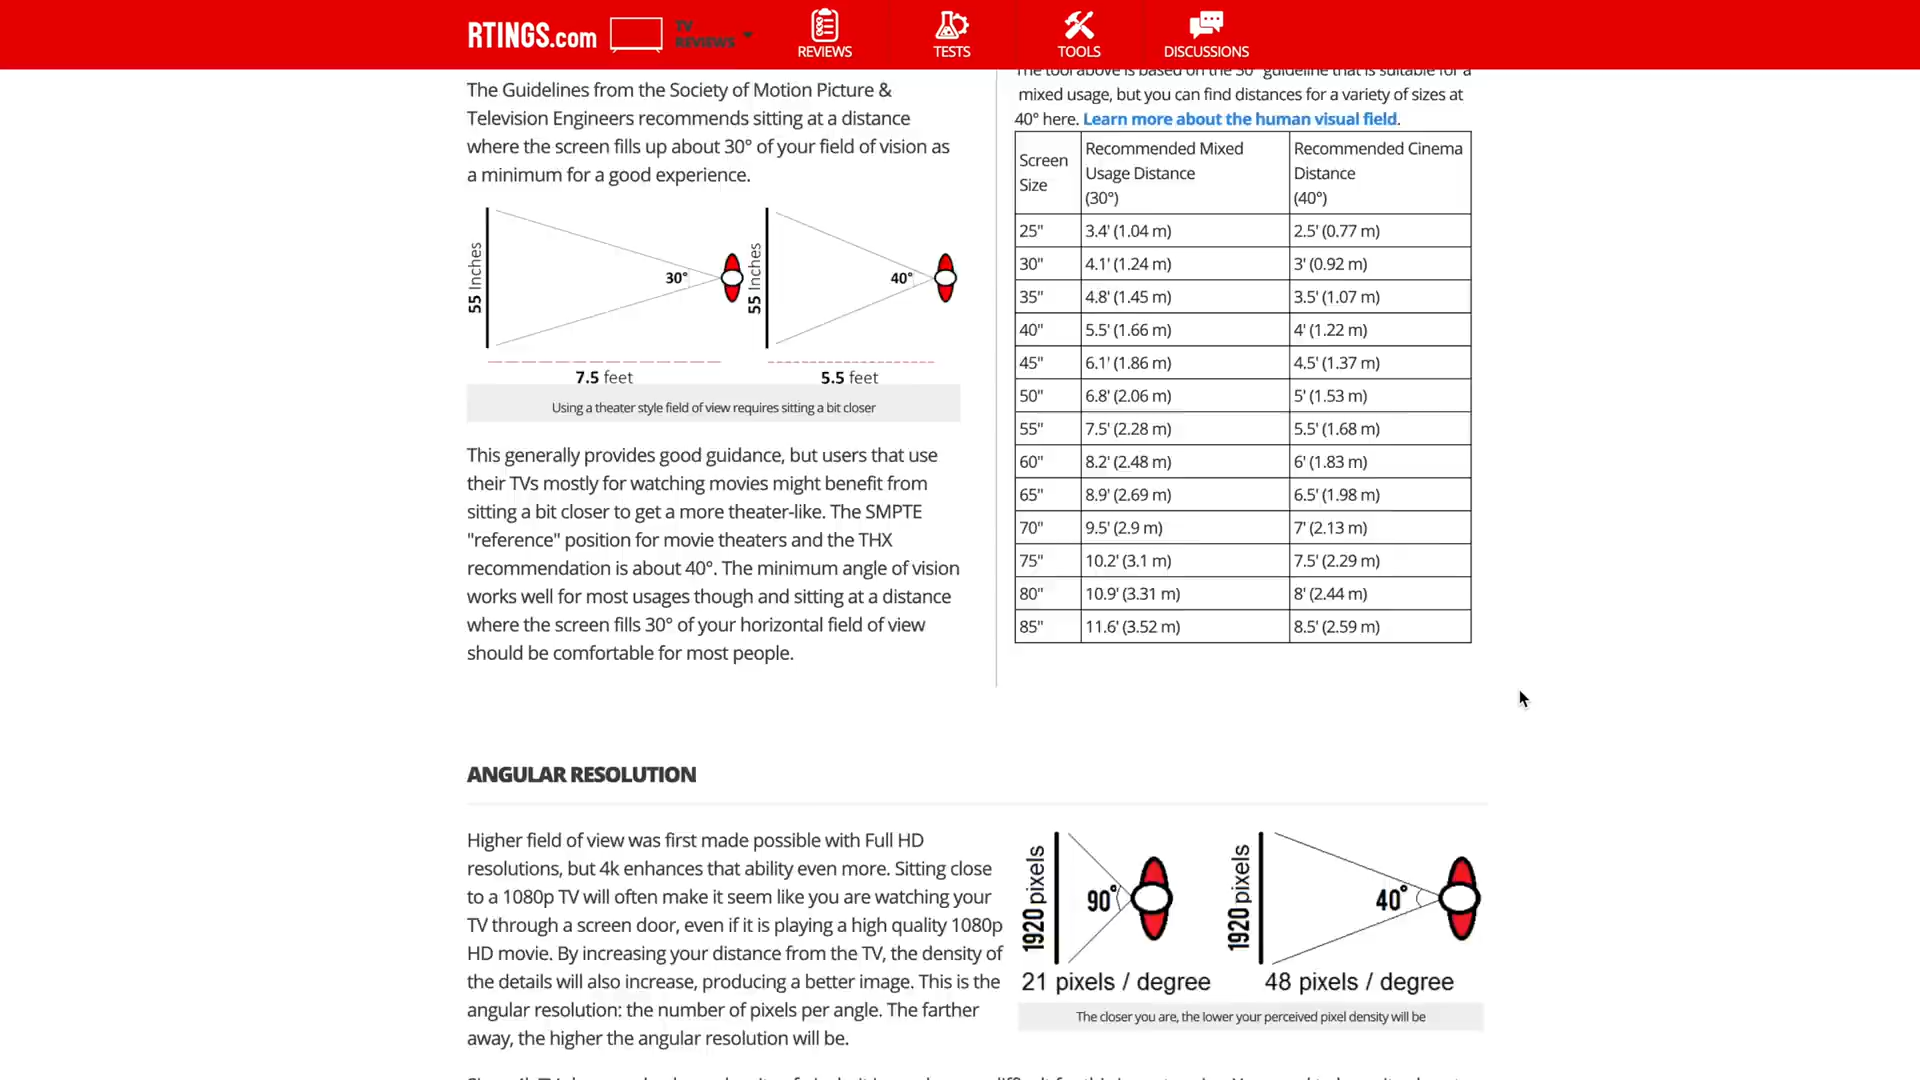 RTINGS.com
TV
REVIEWS
REVIEWS
TESTS
TOOLS
DISCUSSIONS
The Guidelines from the Society of Motion Picture &
Television Engineers recommends sitting at a distance
where the screen fills up about 30° of your field of vision as
a minimum for a good experience.
55 Inches
30°
7.5 feet
55 Inches
40°
5.5 feet
Using a theater style field of view requires sitting a bit closer
This generally provides good guidance, but users that use
their TVs mostly for watching movies might benefit from
sitting a bit closer to get a more theater-like. The SMPTE
"reference" position for movie theaters and the THX
recommendation is about 40°. The minimum angle of vision
works well for most usages though and sitting at a distance
where the screen fills 30° of your horizontal field of view
should be comfortable for most people.
The tool above is based on the 30° guideline that is suitable for a
mixed usage, but you can find distances for a variety of sizes at
40° here. Learn more about the human visual field.
Screen Size | Recommended Mixed Usage Distance (30°) | Recommended Cinema Distance (40°)
25" 3.4' (1.04 m) 2.5' (0.77 m)
30" 4.1' (1.24 m) 3' (0.92 m)
35" 4.8' (1.45 m) 3.5' (1.07 m)
40" 5.5' (1.66 m) 4' (1.22 m)
45" 6.1' (1.86 m) 4.5' (1.37 m)
50" 6.8' (2.06 m) 5' (1.53 m)
55" 7.5' (2.28 m) 5.5' (1.68 m)
60" 8.2' (2.48 m) 6' (1.83 m)
65" 8.9' (2.69 m) 6.5' (1.98 m)
70" 9.5' (2.9 m) 7' (2.13 m)
75" 10.2' (3.1 m) 7.5' (2.29 m)
80" 10.9' (3.31 m) 8' (2.44 m)
85" 11.6' (3.52 m) 8.5' (2.59 m)
ANGULAR RESOLUTION
Higher field of view was first made possible with Full HD
resolutions, but 4k enhances that ability even more. Sitting close
to a 1080p TV will often make it seem like you are watching your
TV through a screen door, even if it is playing a high quality 1080p
HD movie. By increasing your distance from the TV, the density of
the details will also increase, producing a better image. This is the
angular resolution: the number of pixels per angle. The farther
away, the higher the angular resolution will be.
1920 pixels
90°
21 pixels / degree
1920 pixels
40°
48 pixels / degree
The closer you are, the lower your perceived pixel density will be